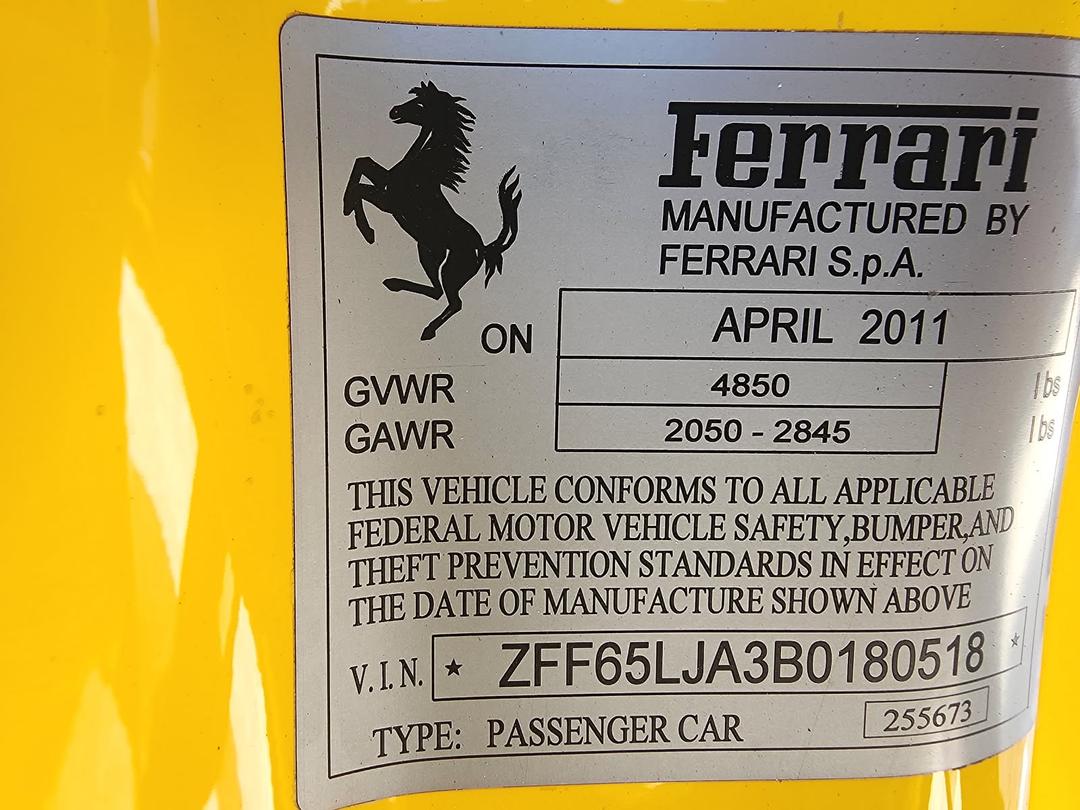 Ferrari
MANUFACTURED BY
FERRARI S.p.A.
ON APRIL 2011
GVWR 4850 lbs
GAWR 2050 - 2845 lbs
THIS VEHICLE CONFORMS TO ALL APPLICABLE
FEDERAL MOTOR VEHICLE SAFETY,BUMPER,AND
THEFT PREVENTION STANDARDS IN EFFECT ON
THE DATE OF MANUFACTURE SHOWN ABOVE
V.I.N. ★ ZFF65LJA3B0180518 ★
TYPE: PASSENGER CAR 255673